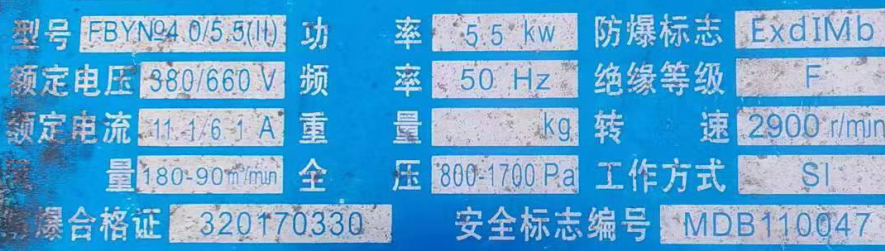 型号 FBYNo4.0/5.5(II) 功率 5.5 kw 防爆标志 ExdIMb
额定电压 380/660 V 频率 50 Hz 绝缘等级 F
额定电流 11.1/6.1 A 重量 kg 转速 2900 r/min
量 180-90m³/min 全压 800-1700 Pa 工作方式 SI
爆合格证 320170330 安全标志编号 MDB110047